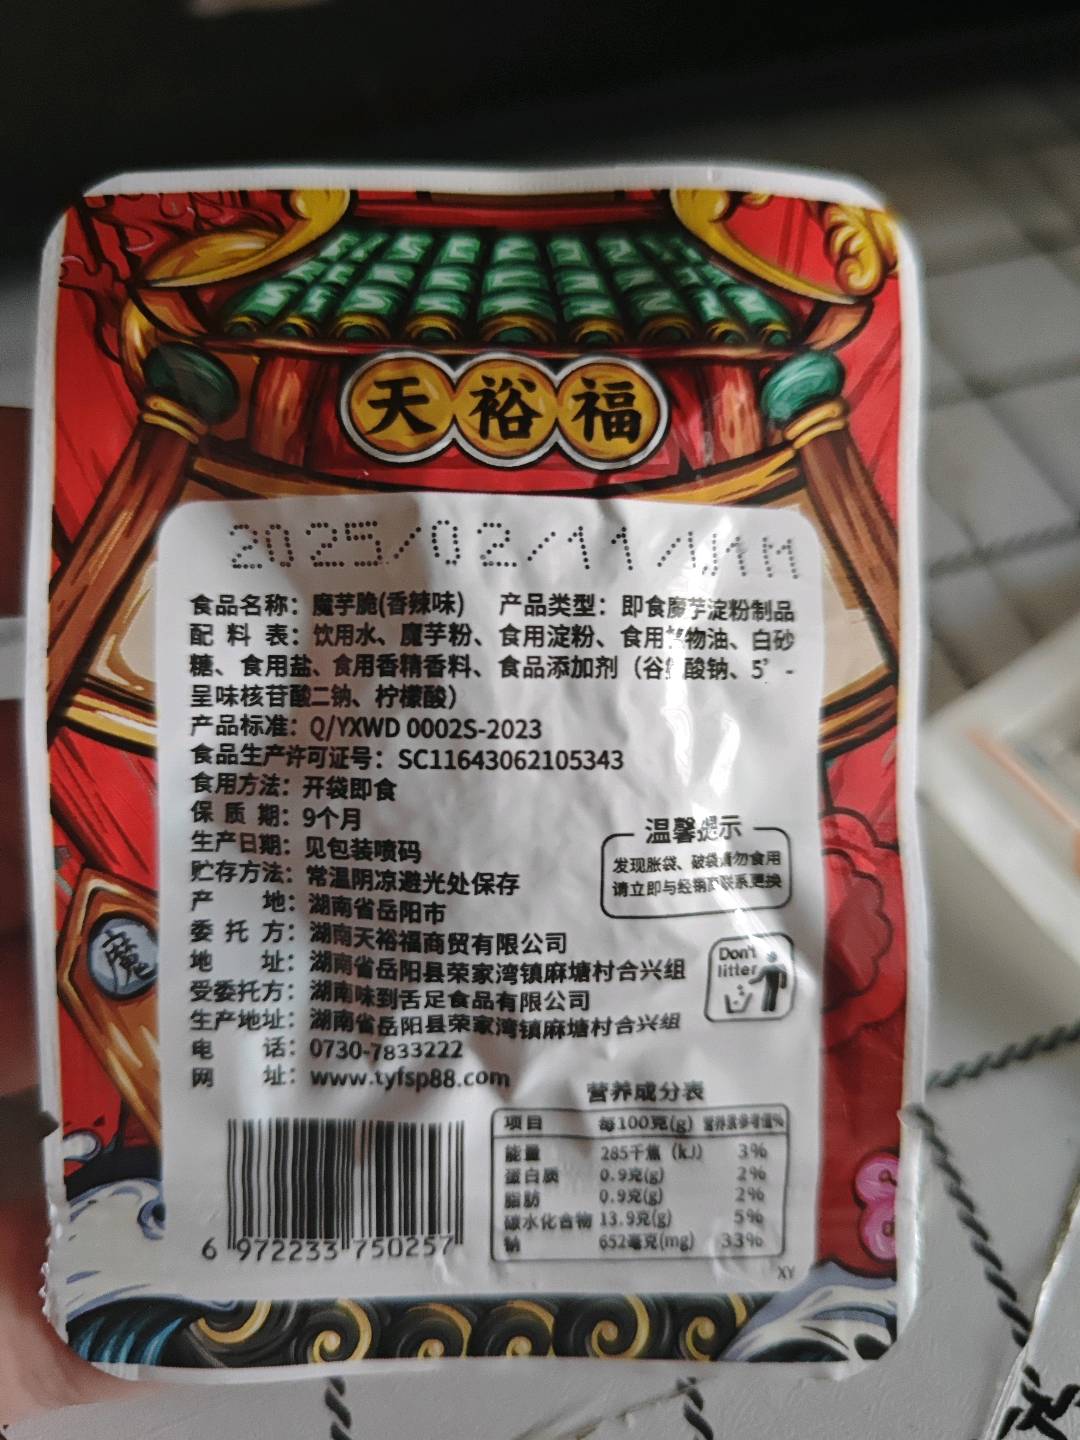 天裕福
2025/02/11
食品名称：魔芋脆(香辣味) 产品类型：即食魔芋淀粉制品
配料表：饮用水、魔芋粉、食用淀粉、食用植物油、白砂
糖、食用盐、食用香精香料、食品添加剂（谷氨酸钠、5’-
呈味核苷酸二钠、柠檬酸）
产品标准：Q/YXWD 0002S-2023
食品生产许可证号：SC11643062105343
食用方法：开袋即食
保质期：9个月
生产日期：见包装喷码
贮存方法：常温阴凉避光处保存
产地：湖南省岳阳市
委托方：湖南天裕福商贸有限公司
地址：湖南省岳阳县荣家湾镇麻塘村合兴组
受委托方：湖南味到舌足食品有限公司
生产地址：湖南省岳阳县荣家湾镇麻塘村合兴组
电话：0730-7833222
网址：www.tyfsp88.com
温馨提示
发现胀袋、破袋请勿食用
请立即与经销商联系更换
Don't
litter
魔
营养成分表
项目 每100克(g) 营养素参考值%
能量 285千焦（kJ） 3%
蛋白质 0.9克(g) 2%
脂肪 0.9克(g) 2%
碳水化合物 13.9克(g) 5%
钠 652毫克(mg) 33%
XY
6 972233 750257